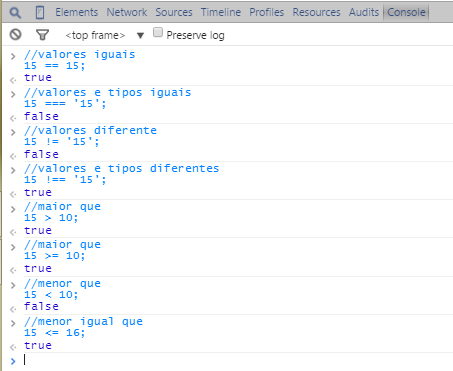 Elements Network Sources Timeline Profiles Resources Audits Console
<top frame> ▼ Preserve log
> //valores iguais
15 == 15;
true
> //valores e tipos iguais
15 === '15';
false
> //valores diferente
15 != '15';
false
> //valores e tipos diferentes
15 !== '15';
true
> //maior que
15 > 10;
true
> //maior que
15 >= 10;
true
> //menor que
15 < 10;
false
> //menor igual que
15 <= 16;
true
>